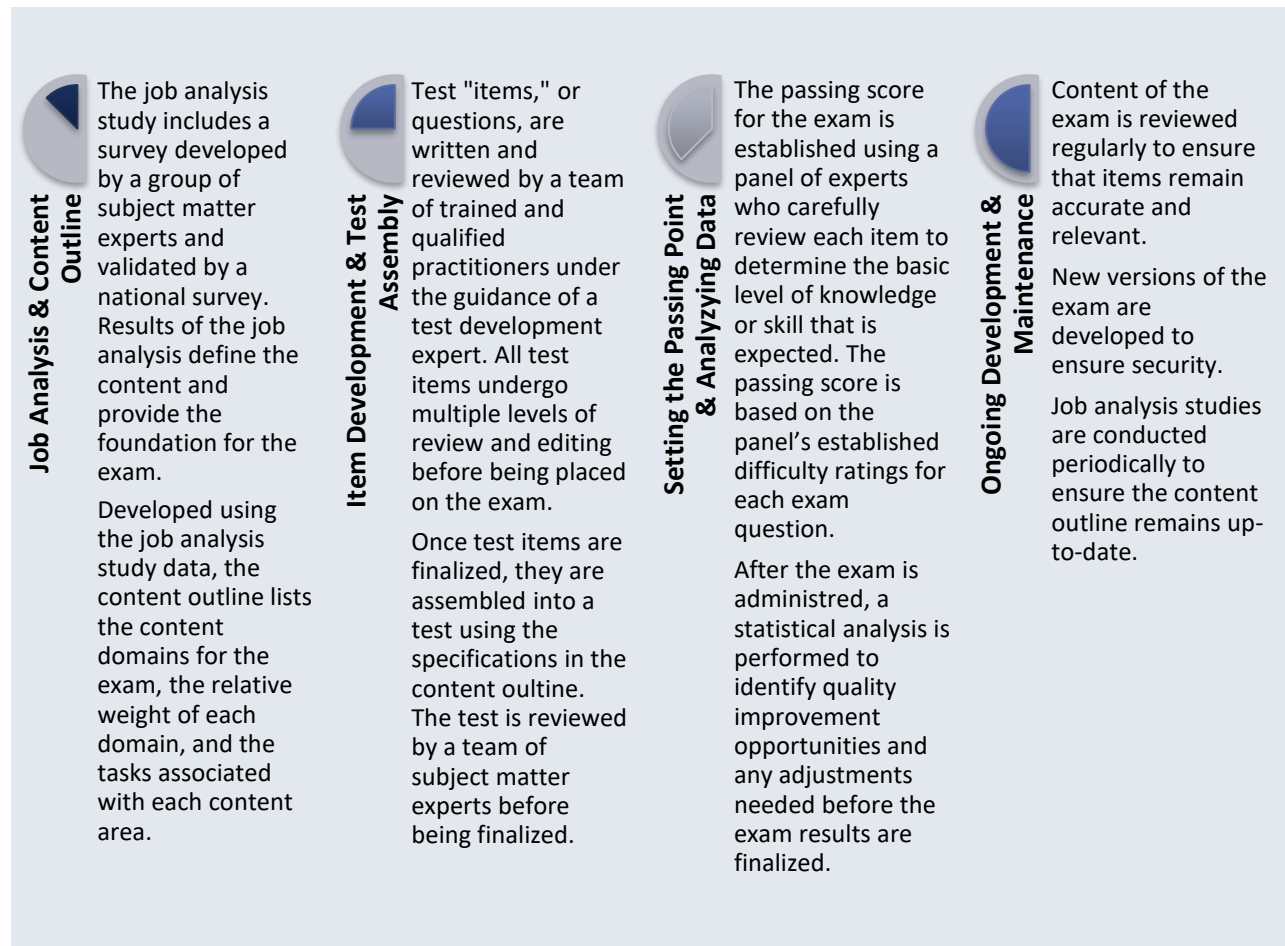 Job Analysis & Content
Outline
The job analysis
study includes a
survey developed
by a group of
subject matter
experts and
validated by a
national survey.
Results of the job
analysis define the
content and
provide the
foundation for the
exam.
Developed using
the job analysis
study data, the
content outline lists
the content
domains for the
exam, the relative
weight of each
domain, and the
tasks associated
with each content
area.
Item Development & Test
Assembly
Test "items," or
questions, are
written and
reviewed by a team
of trained and
qualified
practitioners under
the guidance of a
test development
expert. All test
items undergo
multiple levels of
review and editing
before being placed
on the exam.
Once test items are
finalized, they are
assembled into a
test using the
specifications in the
content oultine.
The test is reviewed
by a team of
subject matter
experts before
being finalized.
Setting the Passing Point
& Analyzying Data
The passing score
for the exam is
established using a
panel of experts
who carefully
review each item to
determine the basic
level of knowledge
or skill that is
expected. The
passing score is
based on the
panel’s established
difficulty ratings for
each exam
question.
After the exam is
administred, a
statistical analysis is
performed to
identify quality
improvement
opportunities and
any adjustments
needed before the
exam results are
finalized.
Ongoing Development &
Maintenance
Content of the
exam is reviewed
regularly to ensure
that items remain
accurate and
relevant.
New versions of the
exam are
developed to
ensure security.
Job analysis studies
are conducted
periodically to
ensure the content
outline remains up-
to-date.